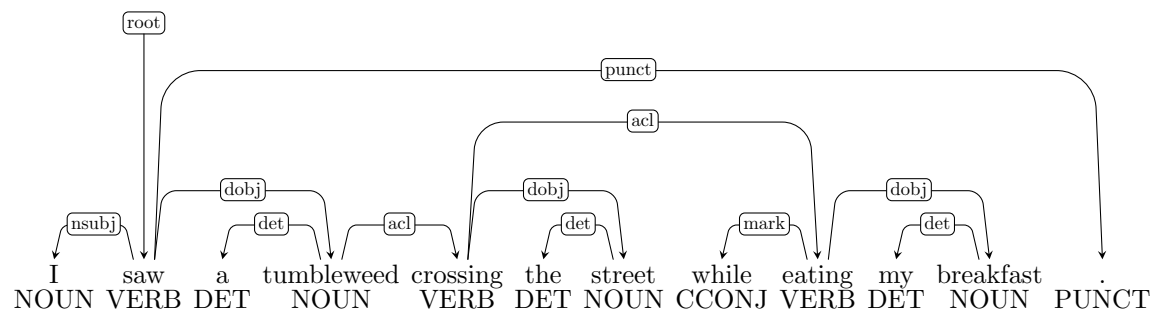 root
punct
acl
dobj dobj dobj
nsubj det acl det mark det
I saw a tumbleweed crossing the street while eating my breakfast .
NOUN VERB DET NOUN VERB DET NOUN CCONJ VERB DET NOUN PUNCT